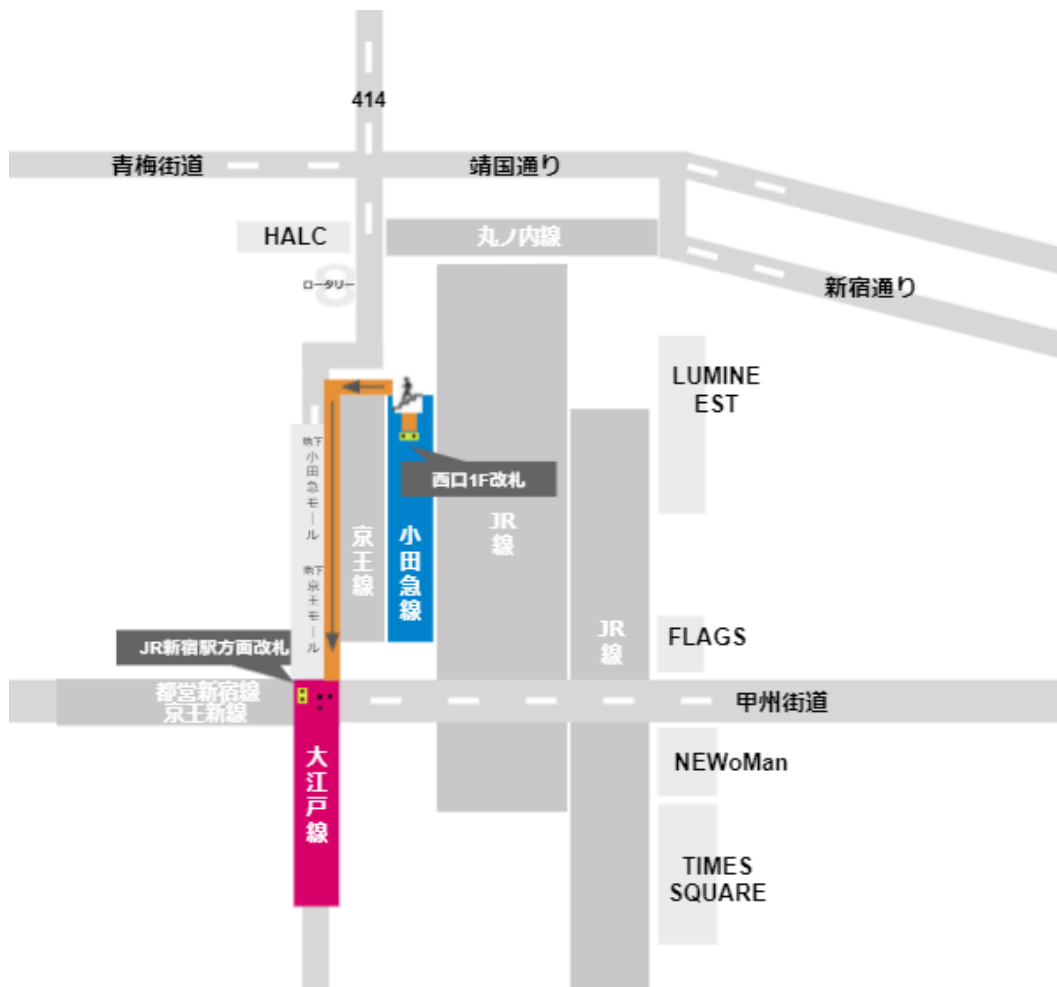 414
青梅街道
靖国通り
HALC
丸ノ内線
ロータリー
新宿通り
LUMINE
EST
地下
小田急モール
西口1F改札
JR
線
京王線
小田急線
地下
京王モール
JR
線
FLAGS
JR新宿駅方面改札
都営新宿線
京王新線
甲州街道
大江戸線
NEWoMan
TIMES
SQUARE